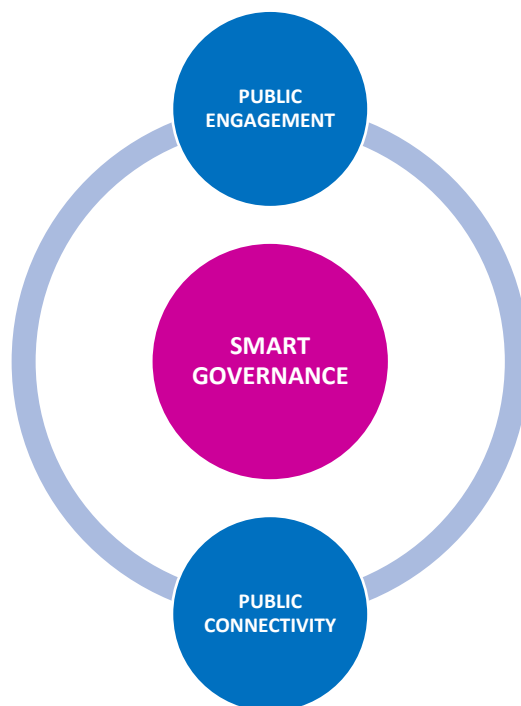 PUBLIC
ENGAGEMENT
SMART
GOVERNANCE
PUBLIC
CONNECTIVITY